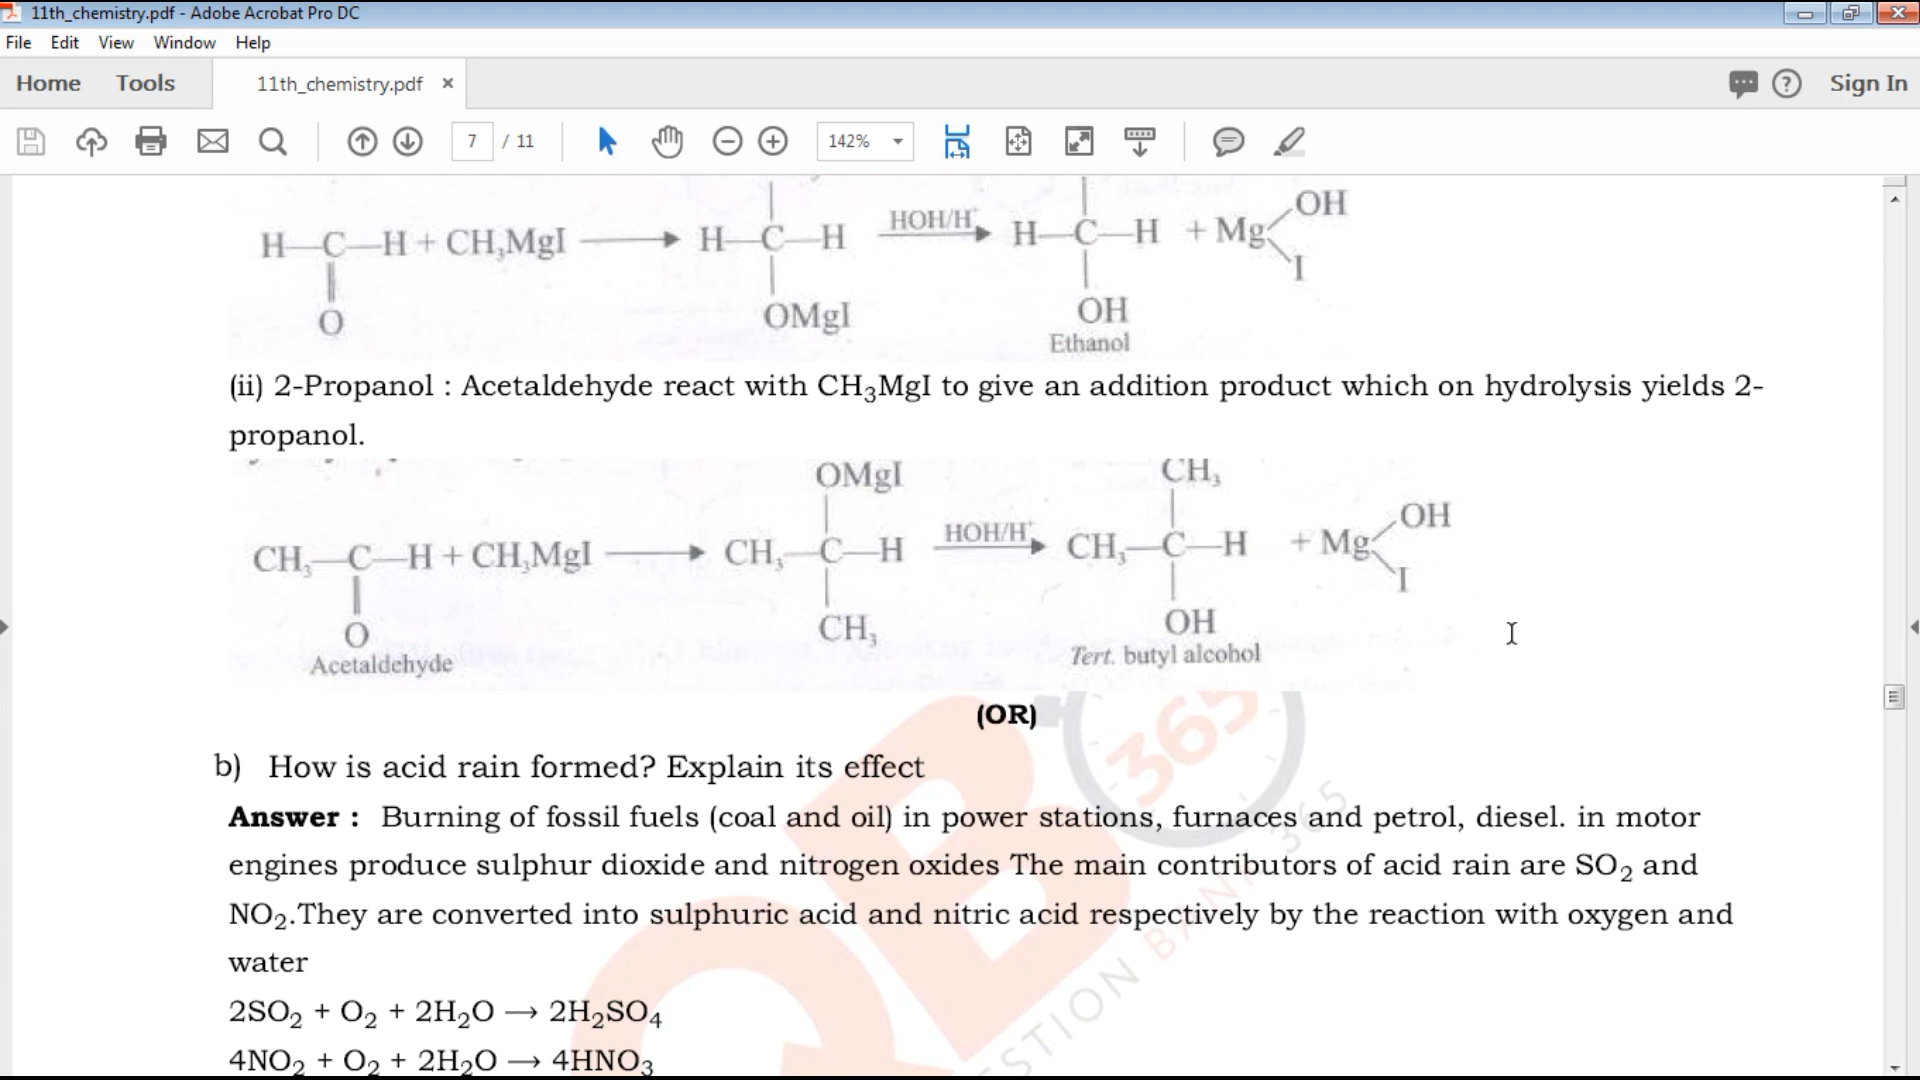 11th_chemistry.pdf - Adobe Acrobat Pro DC
File Edit View Window Help
Home Tools 11th_chemistry.pdf × Sign In
7 / 11 142%
H—C—H + CH₃MgI ⟶ H—C—H HOH/H⁺ H—C—H + Mg OH
I
O OMgI OH
Ethanol
(ii) 2-Propanol : Acetaldehyde react with CH₃MgI to give an addition product which on hydrolysis yields 2-
propanol.
OMgI CH₃
CH₃—C—H + CH₃MgI ⟶ CH₃—C—H HOH/H⁺ CH₃—C—H + Mg OH
I
O CH₃ OH
Acetaldehyde Tert. butyl alcohol
(OR)
b) How is acid rain formed? Explain its effect
Answer : Burning of fossil fuels (coal and oil) in power stations, furnaces and petrol, diesel. in motor
engines produce sulphur dioxide and nitrogen oxides The main contributors of acid rain are SO₂ and
NO₂.They are converted into sulphuric acid and nitric acid respectively by the reaction with oxygen and
water
2SO₂ + O₂ + 2H₂O → 2H₂SO₄
4NO₂ + O₂ + 2H₂O → 4HNO₃
365
BANK 365